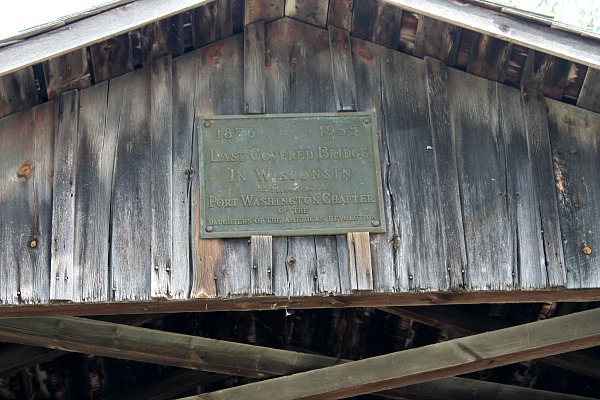 1876 1955
LAST COVERED BRIDGE
IN WISCONSIN
PORT WASHINGTON CHAPTER
OF THE
DAUGHTERS OF THE AMERICAN REVOLUTION